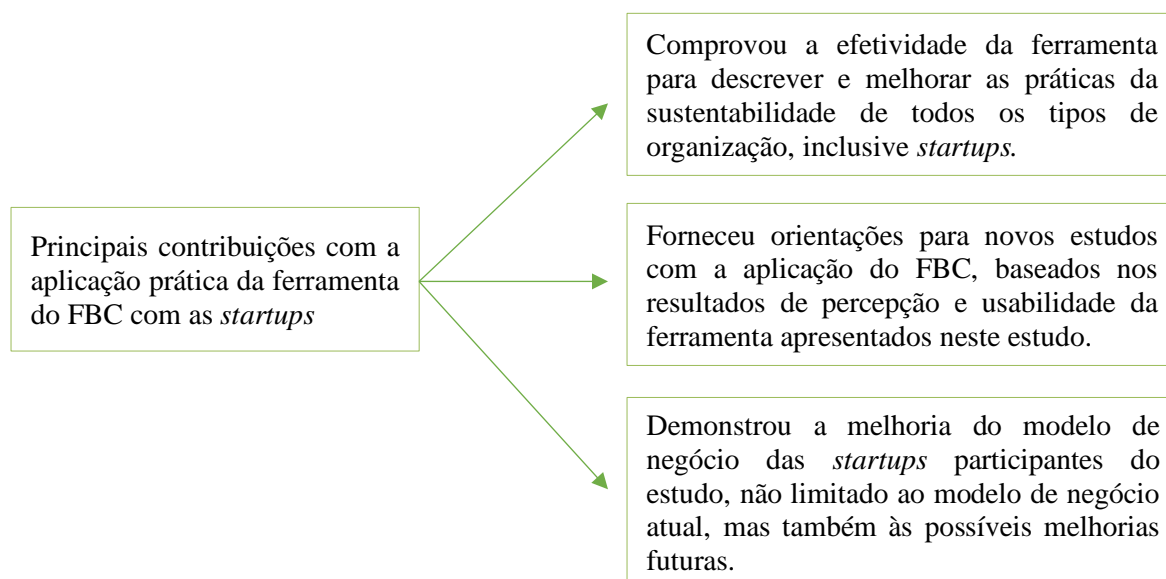 Principais contribuições com a
aplicação prática da ferramenta
do FBC com as startups
Comprovou a efetividade da ferramenta
para descrever e melhorar as práticas da
sustentabilidade de todos os tipos de
organização, inclusive startups.
Forneceu orientações para novos estudos
com a aplicação do FBC, baseados nos
resultados de percepção e usabilidade da
ferramenta apresentados neste estudo.
Demonstrou a melhoria do modelo de
negócio das startups participantes do
estudo, não limitado ao modelo de negócio
atual, mas também às possíveis melhorias
futuras.